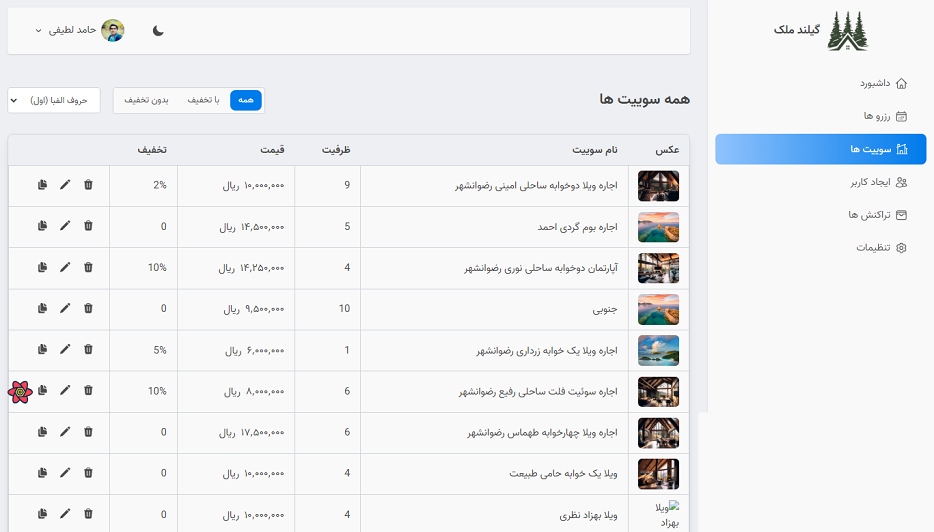 گیلند ملک
داشبورد
رزرو ها
سوییت ها
ایجاد کاربر
تراکنش ها
تنظیمات
حامد لطیفی
همه سوییت ها
همه با تخفیف بدون تخفیف
حروف الفبا (اول)
عکس نام سوییت ظرفیت قیمت تخفیف
اجاره ویلا دوخوابه ساحلی امینی رضوانشهر 9 ۱۰,۰۰۰,۰۰۰ ریال 2%
اجاره بوم گردی احمد 5 ۱۴,۵۰۰,۰۰۰ ریال 0
آپارتمان دوخوابه ساحلی نوری رضوانشهر 4 ۱۴,۲۵۰,۰۰۰ ریال 10%
جنوبی 10 ۹,۵۰۰,۰۰۰ ریال 0
اجاره ویلا یک خوابه زرداری رضوانشهر 1 ۶,۰۰۰,۰۰۰ ریال 5%
اجاره سوئیت فلت ساحلی رفیع رضوانشهر 6 ۸,۰۰۰,۰۰۰ ریال 10%
اجاره ویلا چهارخوابه طهماس رضوانشهر 6 ۱۷,۵۰۰,۰۰۰ ریال 0
ویلا یک خوابه حامی طبیعت 4 ۱۰,۰۰۰,۰۰۰ ریال 0
ویلا بهزاد ویلا بهزاد نظری 4 ۱۰,۰۰۰,۰۰۰ ریال 0